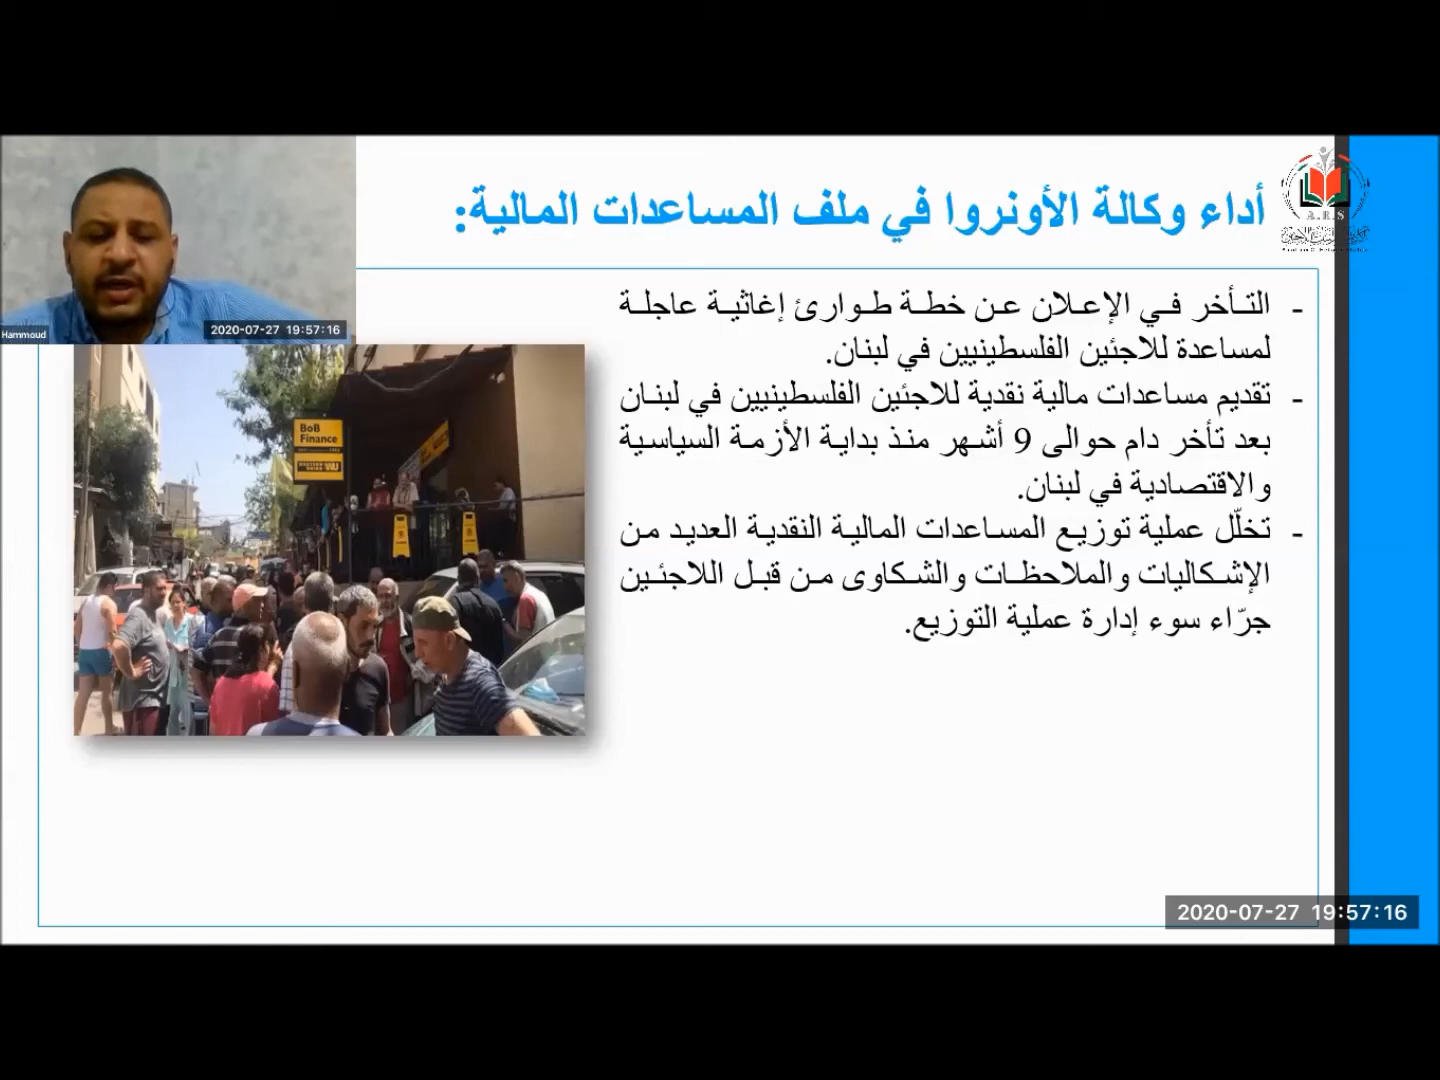 أداء وكالة الأونروا في ملف المساعدات المالية:
A.R.S
- التأخر في الإعلان عن خطة طوارئ إغاثية عاجلة
لمساعدة للاجئين الفلسطينيين في لبنان.
- تقديم مساعدات مالية نقدية للاجئين الفلسطينيين في لبنان
بعد تأخر دام حوالى 9 أشهر منذ بداية الأزمة السياسية
والاقتصادية في لبنان.
- تخلّل عملية توزيع المساعدات المالية النقدية العديد من
الإشكاليات والملاحظات والشكاوى من قبل اللاجئين
جرّاء سوء إدارة عملية التوزيع.
Hammoud
2020-07-27 19:57:16
BoB
Finance
WESTERN UNION WU
2020-07-27 19:57:16